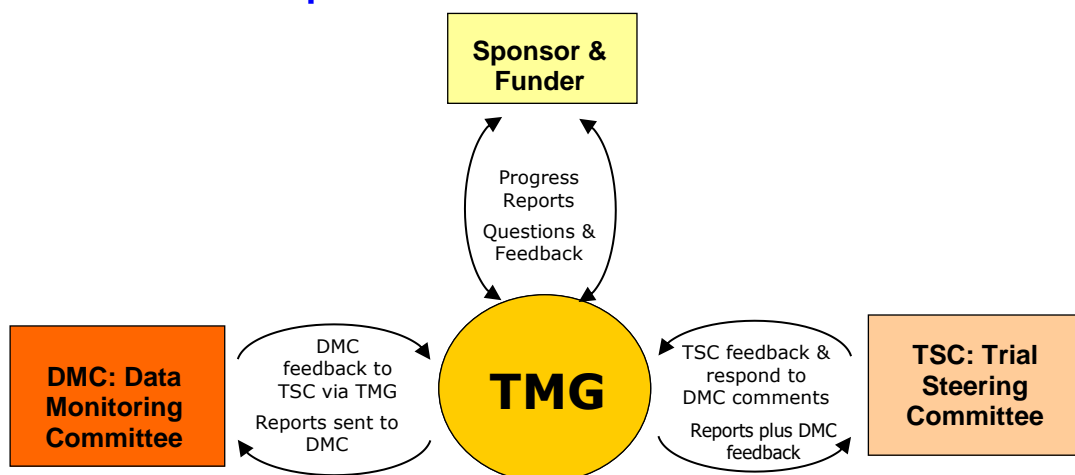 Sponsor &
Funder
Progress
Reports
Questions &
Feedback
DMC: Data
Monitoring
Committee
DMC
feedback to
TSC via TMG
Reports sent to
DMC
TMG
TSC feedback &
respond to
DMC comments
Reports plus DMC
feedback
TSC: Trial
Steering
Committee